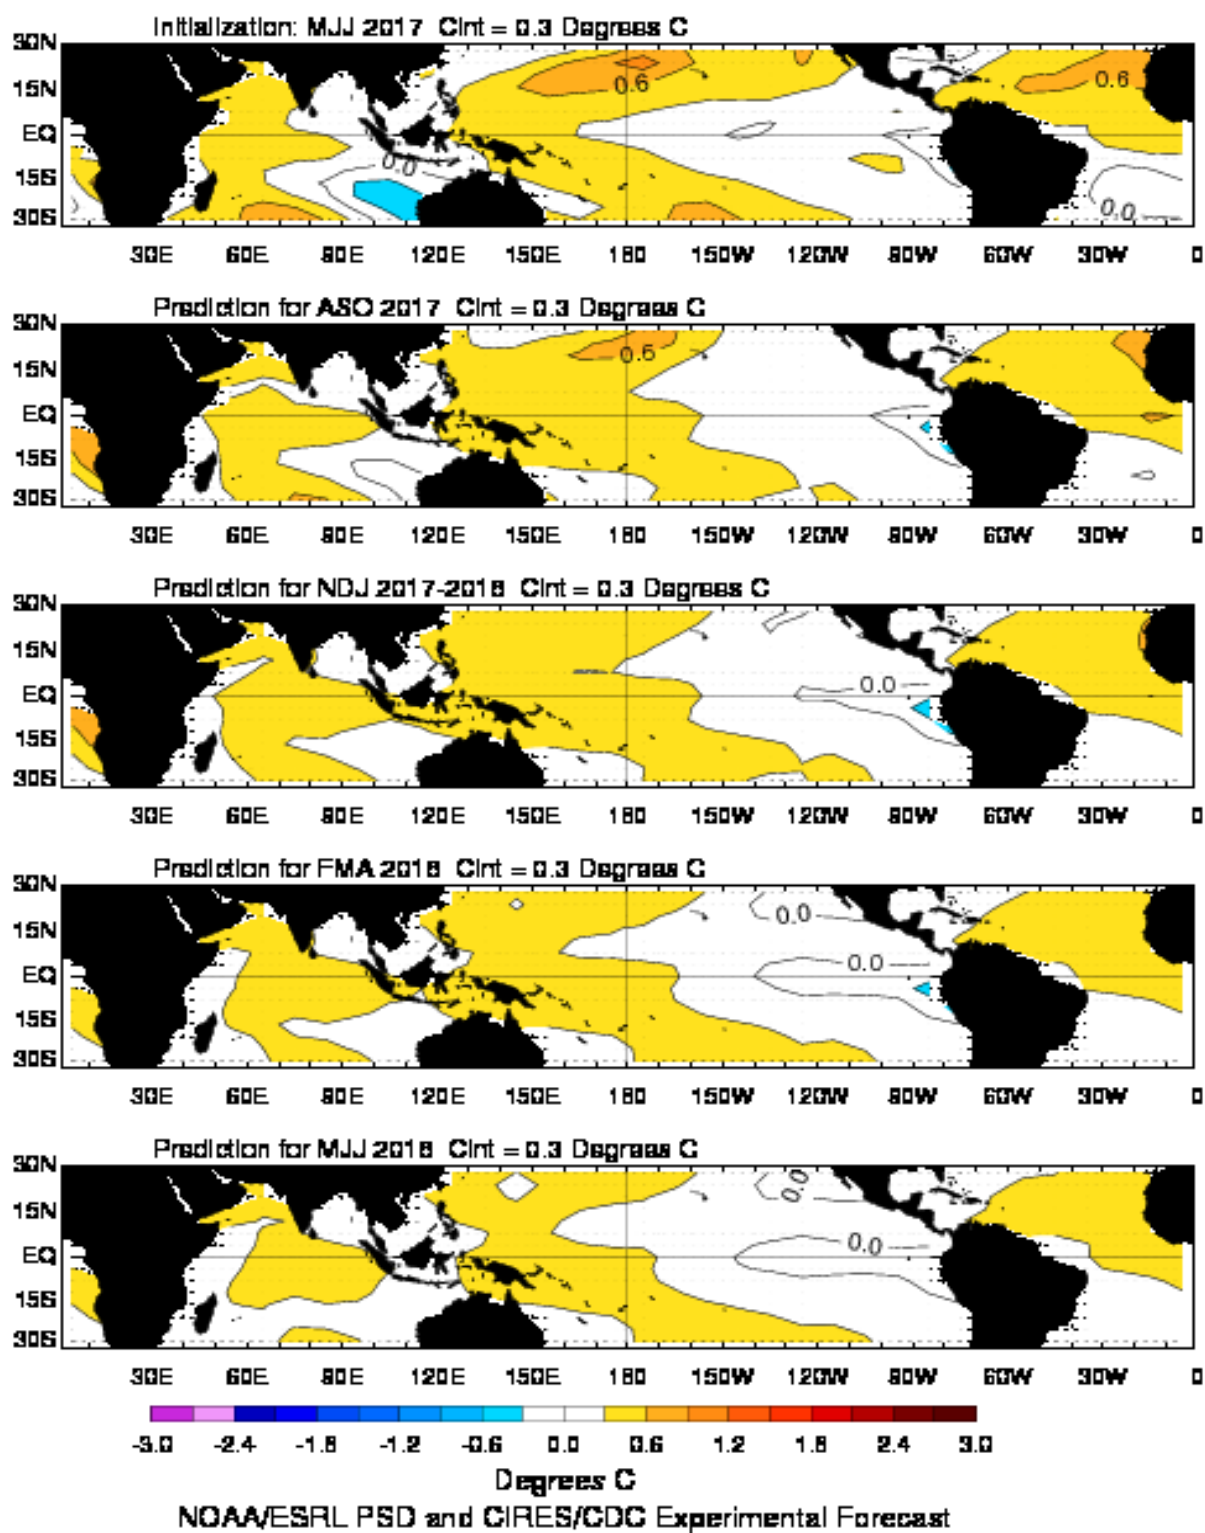 Initialization: MJJ 2017 Cint = 0.3 Degrees C
30N
0.6
0.6
15N
EQ
0.0
15S
0.0
30S
30E 60E 90E 120E 150E 180 150W 120W 90W 60W 30W 0
Prediction for ASO 2017 Cint = 0.3 Degrees C
30N
0.6
15N
EQ
15S
30S
30E 60E 90E 120E 150E 180 150W 120W 90W 60W 30W 0
Prediction for NDJ 2017-2018 Cint = 0.3 Degrees C
30N
15N
0.0
EQ
15S
30S
30E 60E 90E 120E 150E 180 150W 120W 90W 60W 30W 0
Prediction for FMA 2018 Cint = 0.3 Degrees C
30N
0.0
15N
0.0
EQ
15S
30S
30E 60E 90E 120E 150E 180 150W 120W 90W 60W 30W 0
Prediction for MJJ 2018 Cint = 0.3 Degrees C
30N
0.0
15N
0.0
EQ
15S
30S
30E 60E 90E 120E 150E 180 150W 120W 90W 60W 30W 0
-3.0 -2.4 -1.8 -1.2 -0.6 0.0 0.6 1.2 1.8 2.4 3.0
Degrees C
NOAA/ESRL PSD and CIRES/CDC Experimental Forecast